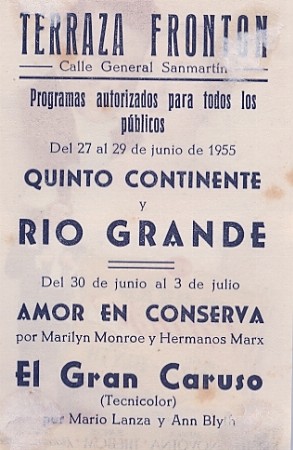 TERRAZA FRONTON
Calle General Sanmartín
Programas autorizados para todos los
públicos
Del 27 al 29 de junio de 1955
QUINTO CONTINENTE
y
RIO GRANDE
Del 30 de junio al 3 de julio
AMOR EN CONSERVA
por Marilyn Monroe y Hermanos Marx
El Gran Caruso
(Tecnicolor)
por Mario Lanza y Ann Blyth